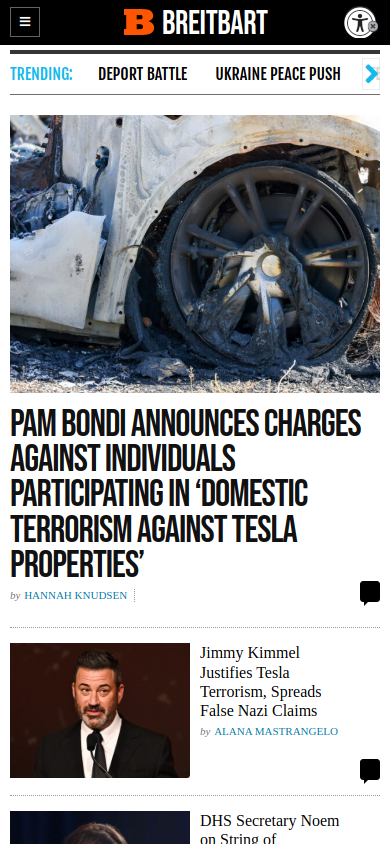 BREITBART
TRENDING: DEPORT BATTLE UKRAINE PEACE PUSH
PAM BONDI ANNOUNCES CHARGES
AGAINST INDIVIDUALS
PARTICIPATING IN ‘DOMESTIC
TERRORISM AGAINST TESLA
PROPERTIES’
by HANNAH KNUDSEN
Jimmy Kimmel
Justifies Tesla
Terrorism, Spreads
False Nazi Claims
by ALANA MASTRANGELO
DHS Secretary Noem
on String of